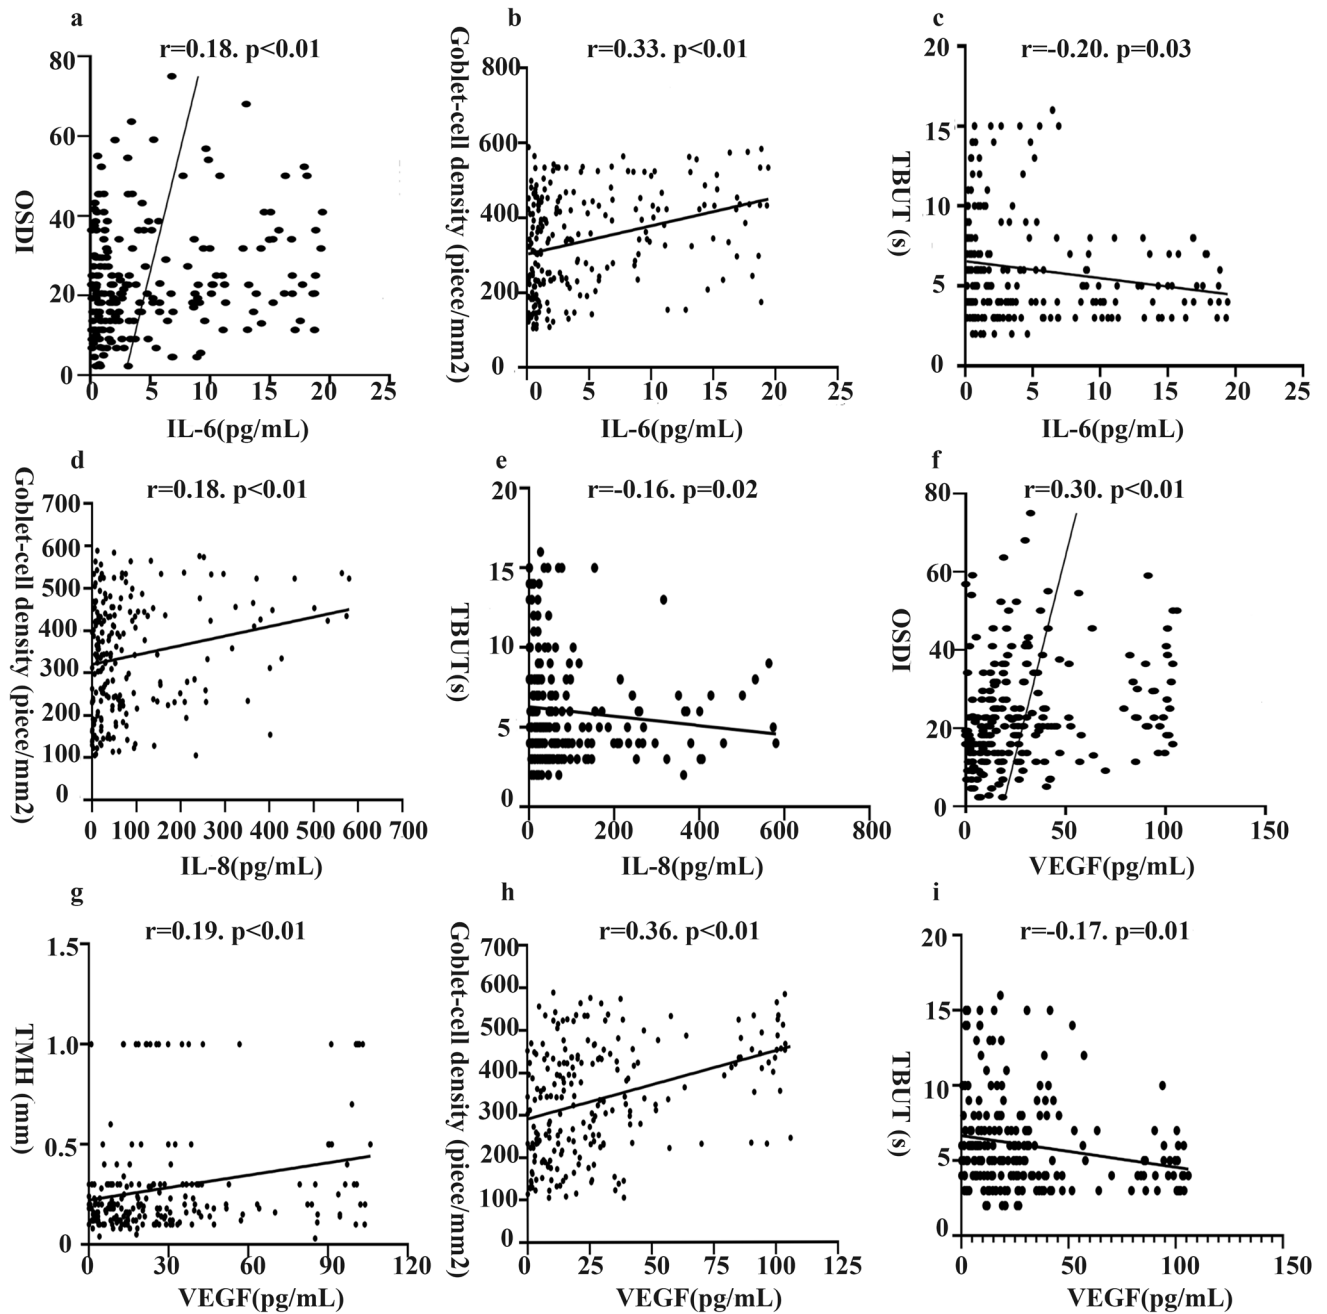 a
r=0.18. p<0.01
OSDI
80
60
40
20
0
0 5 10 15 20 25
IL-6(pg/mL)
b
r=0.33. p<0.01
Goblet-cell density (piece/mm2)
800
600
400
200
0
0 5 10 15 20 25
IL-6(pg/mL)
c
r=-0.20. p=0.03
TBUT (s)
20
15
10
5
0
0 5 10 15 20 25
IL-6(pg/mL)
d
r=0.18. p<0.01
Goblet-cell density (piece/mm2)
700
600
500
400
300
200
100
0
0 100 200 300 400 500 600 700
IL-8(pg/mL)
e
r=-0.16. p=0.02
TBUT(s)
20
15
10
5
0
0 200 400 600 800
IL-8(pg/mL)
f
r=0.30. p<0.01
OSDI
80
60
40
20
0
0 50 100 150
VEGF(pg/mL)
g
r=0.19. p<0.01
TMH (mm)
1.5
1.0
0.5
0
0 30 60 90 120
VEGF(pg/mL)
h
r=0.36. p<0.01
Goblet-cell density (piece/mm2)
700
600
500
400
300
200
100
0
0 25 50 75 100 125
VEGF(pg/mL)
i
r=-0.17. p=0.01
TBUT (s)
20
15
10
5
0
0 50 100 150
VEGF(pg/mL)